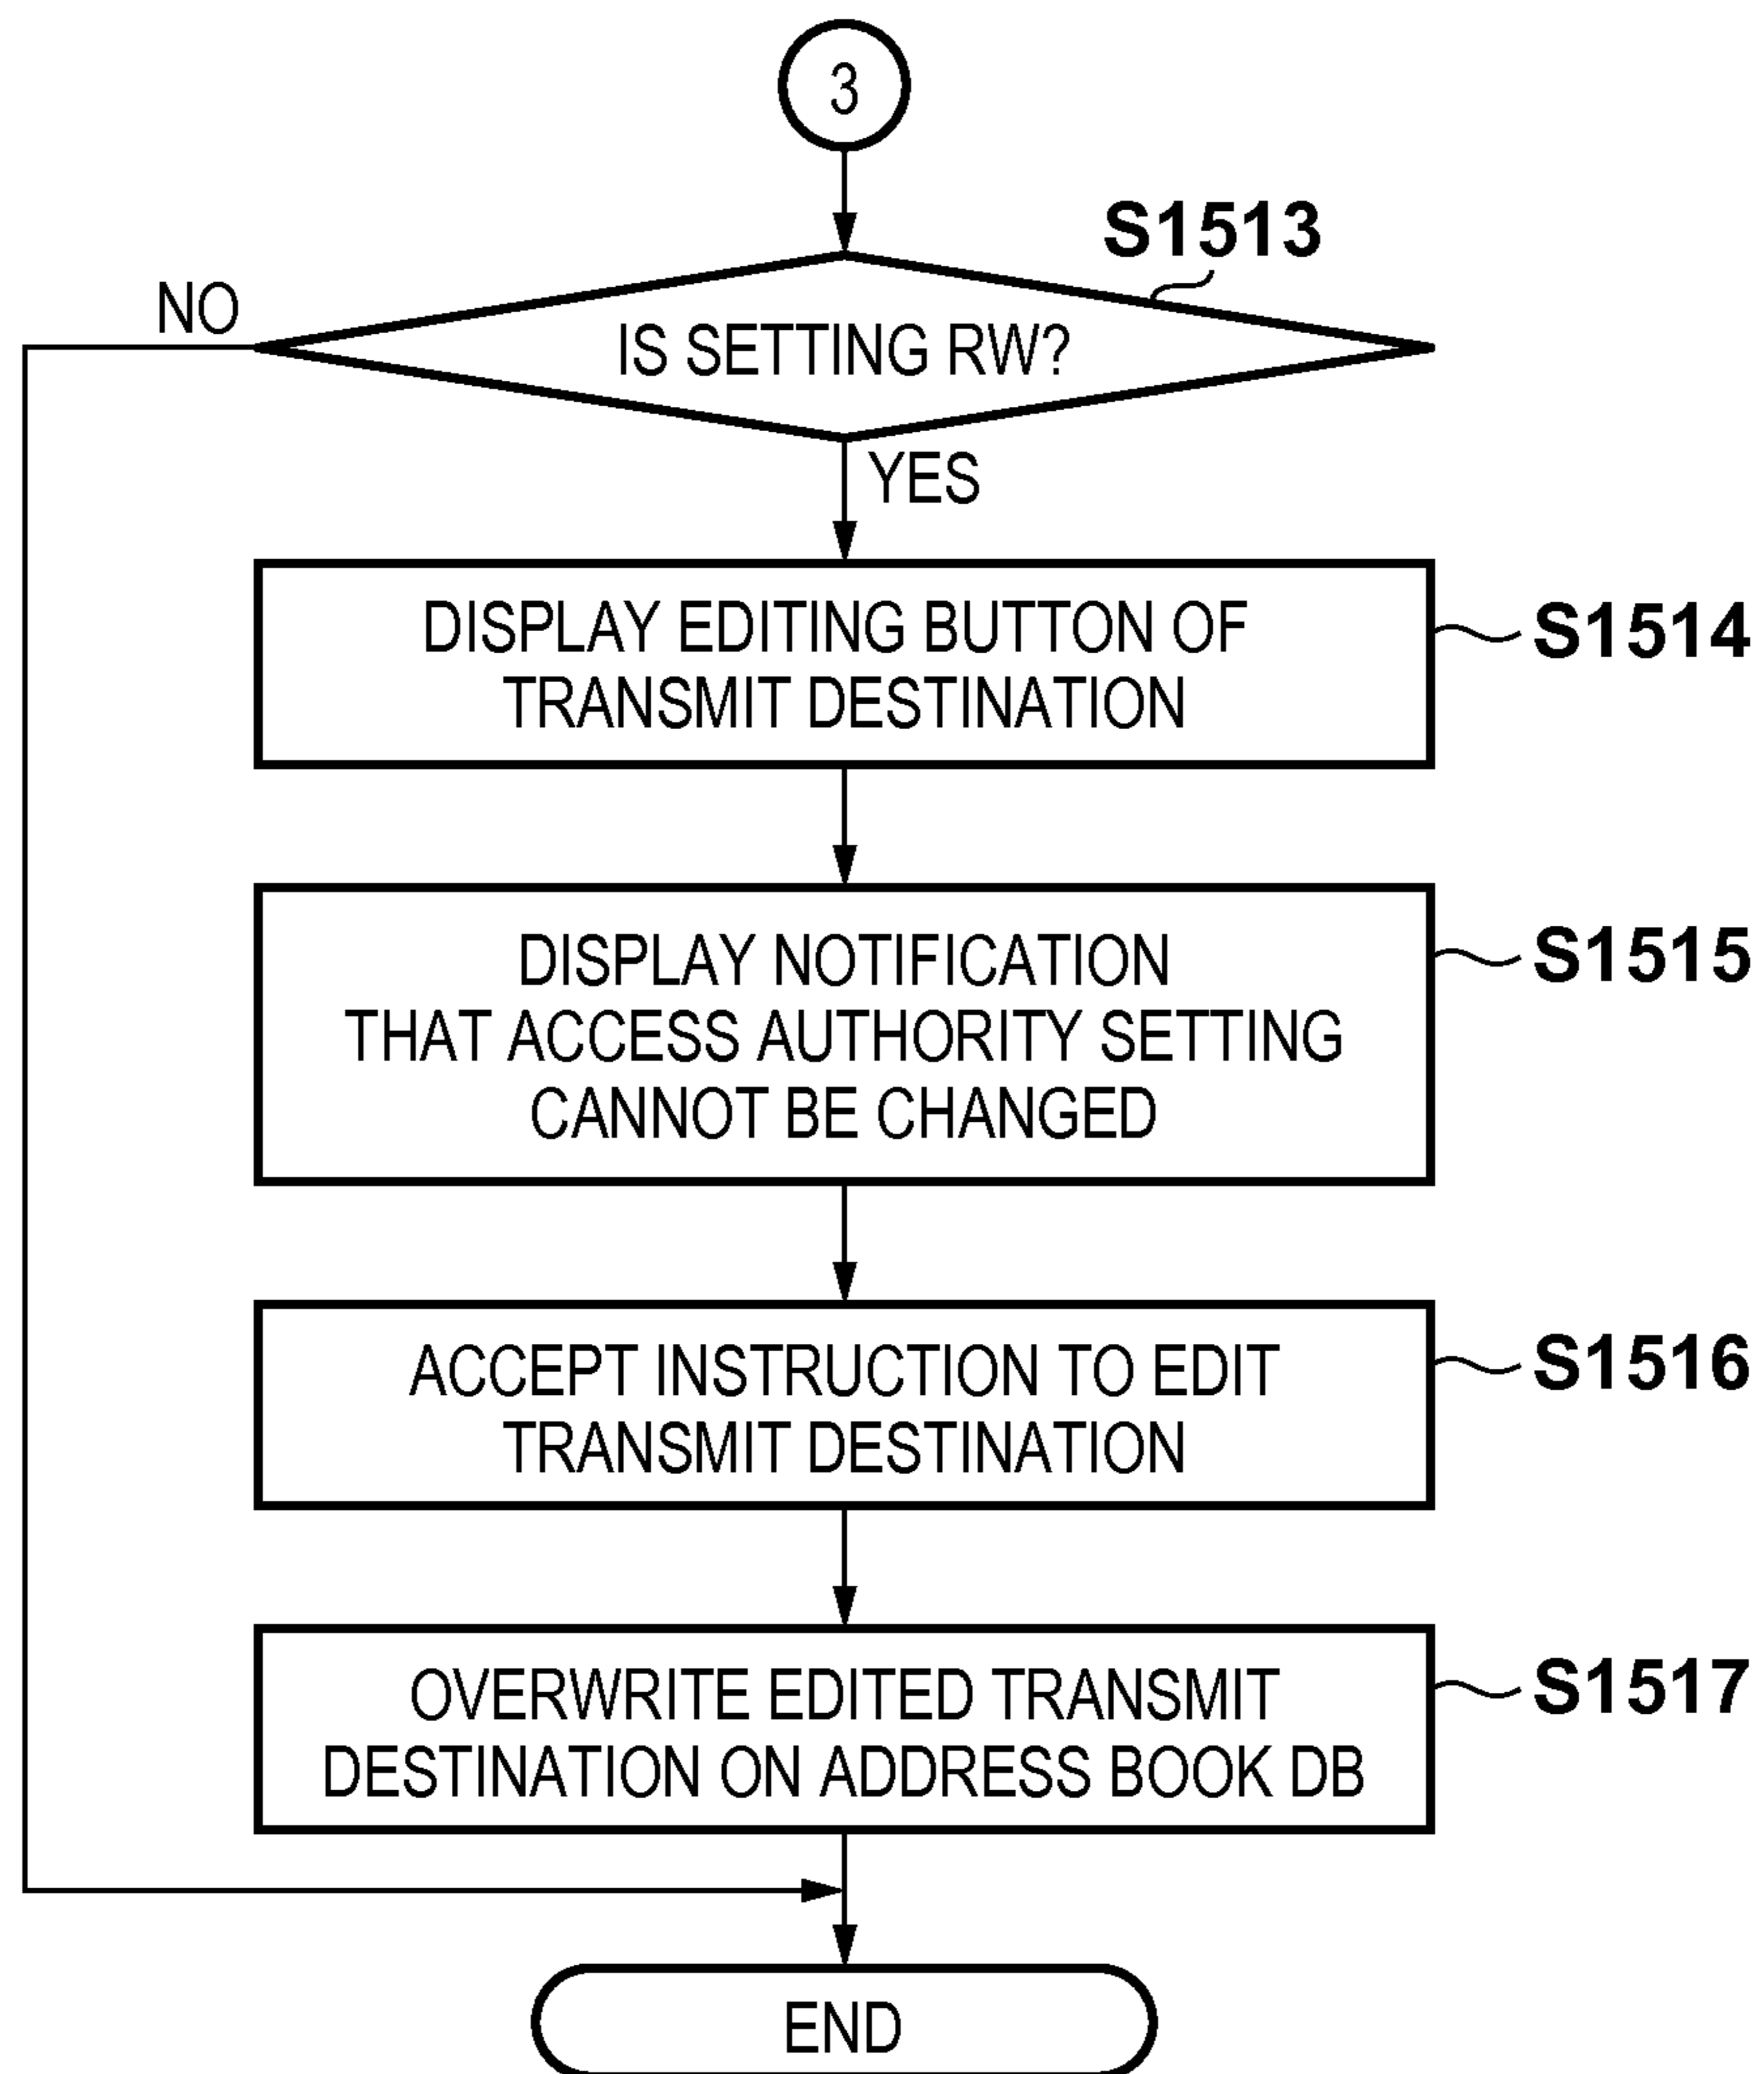 3
S1513
NO
IS SETTING RW?
YES
DISPLAY EDITING BUTTON OF
TRANSMIT DESTINATION
S1514
DISPLAY NOTIFICATION
THAT ACCESS AUTHORITY SETTING
CANNOT BE CHANGED
S1515
ACCEPT INSTRUCTION TO EDIT
TRANSMIT DESTINATION
S1516
OVERWRITE EDITED TRANSMIT
DESTINATION ON ADDRESS BOOK DB
S1517
END